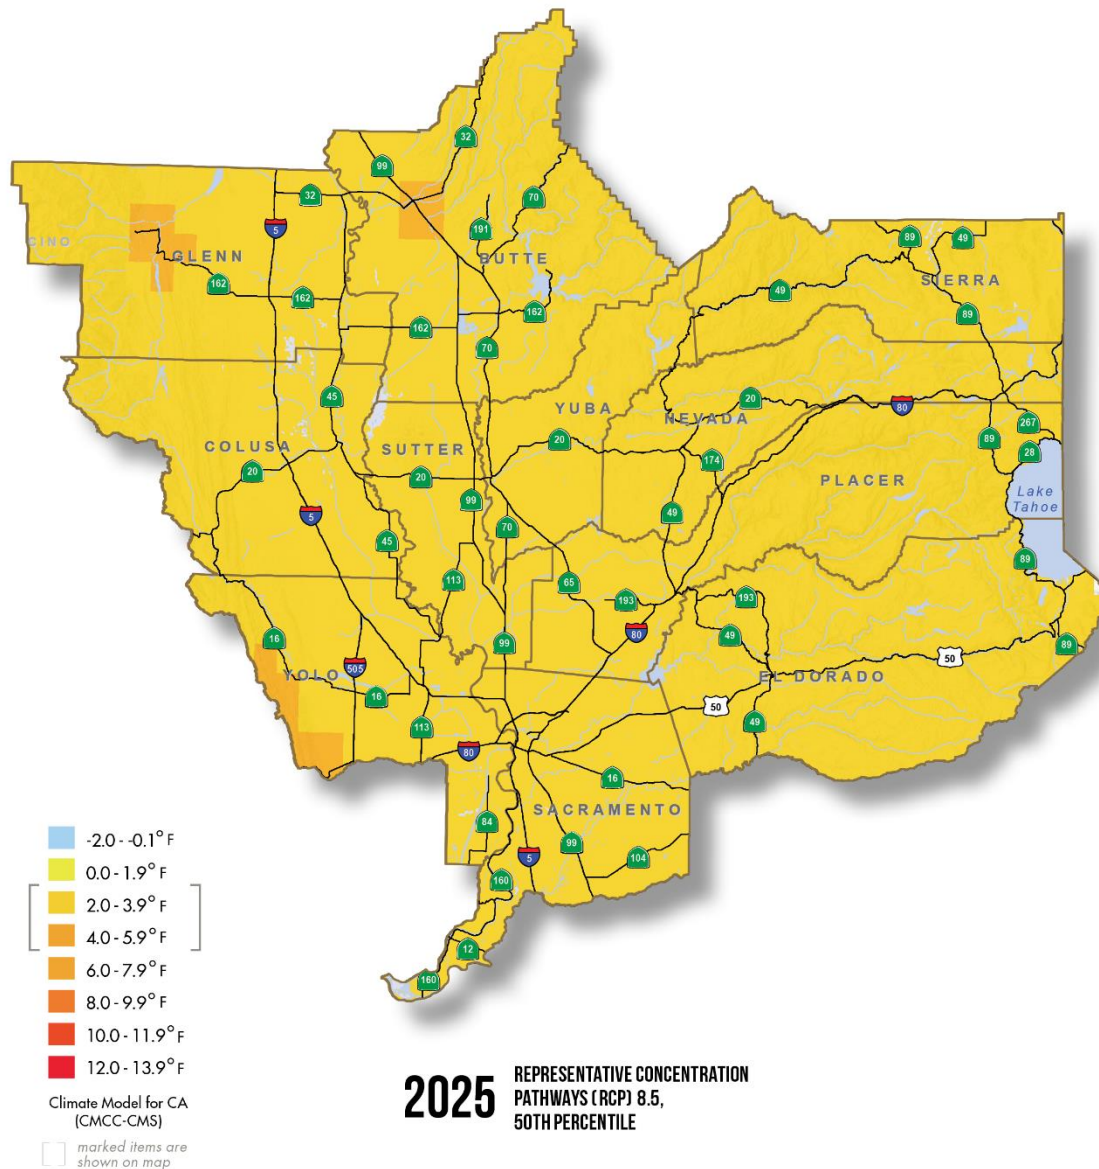 32
99
32
70
191
5
CINO
GLENN
BUTTE
89
49
SIERRA
162
162
49
162
162
89
70
45
YUBA
20
NEVADA
80
267
COLUSA
SUTTER
20
89
28
20
20
174
PLACER
Lake
Tahoe
99
5
70
49
45
89
113
65
193
193
16
99
80
49
89
YOLO
505
EL DORADO
50
16
50
113
49
80
16
84
SACRAMENTO
99
5
104
160
12
160
-2.0 - -0.1° F
0.0 - 1.9° F
2.0 - 3.9° F
4.0 - 5.9° F
6.0 - 7.9° F
8.0 - 9.9° F
10.0 - 11.9° F
12.0 - 13.9° F
Climate Model for CA
(CMCC-CMS)
marked items are
shown on map
2025
REPRESENTATIVE CONCENTRATION
PATHWAYS (RCP) 8.5,
50TH PERCENTILE